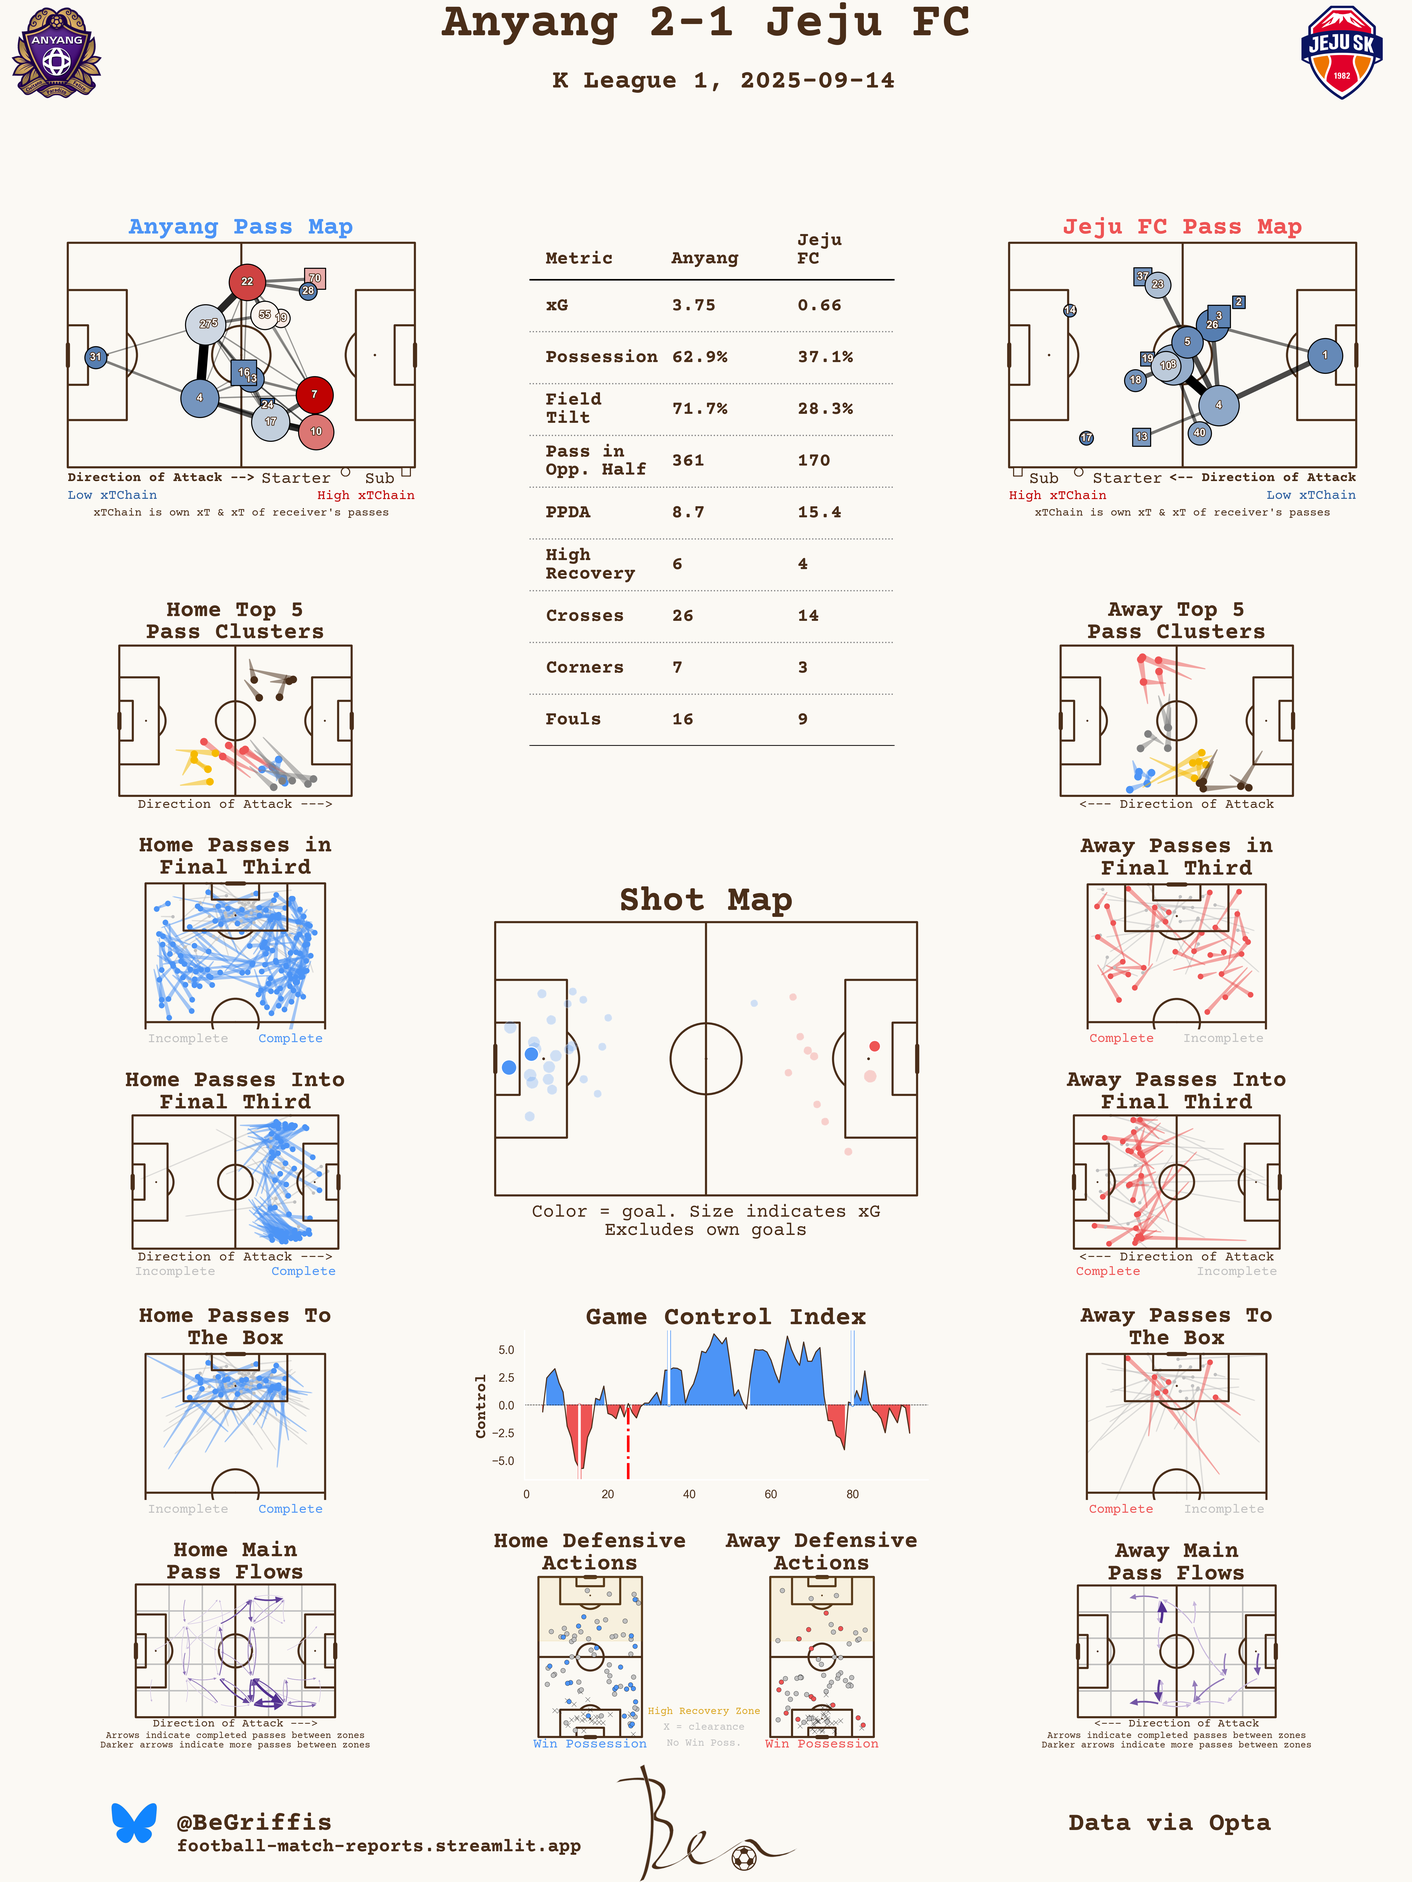 Anyang 2-1 Jeju FC
K League 1, 2025-09-14
ANYANG
JEJU SK
1982
Anyang Pass Map
22
70
28
27
5
55
9
31
16
13
4
7
24
17
10
Direction of Attack --> Starter Sub
Low xTChain High xTChain
xTChain is own xT & xT of receiver's passes
Metric Anyang Jeju FC
xG 3.75 0.66
Possession 62.9% 37.1%
Field Tilt 71.7% 28.3%
Pass in Opp. Half 361 170
PPDA 8.7 15.4
High Recovery 6 4
Crosses 26 14
Corners 7 3
Fouls 16 9
Jeju FC Pass Map
37
23
2
14
3
26
5
1
19
10
8
18
4
40
13
17
Sub Starter <-- Direction of Attack
High xTChain Low xTChain
xTChain is own xT & xT of receiver's passes
Home Top 5
Pass Clusters
Direction of Attack --->
Away Top 5
Pass Clusters
<--- Direction of Attack
Home Passes in
Final Third
Incomplete Complete
Away Passes in
Final Third
Complete Incomplete
Shot Map
Color = goal. Size indicates xG
Excludes own goals
Home Passes Into
Final Third
Direction of Attack --->
Incomplete Complete
Away Passes Into
Final Third
<--- Direction of Attack
Complete Incomplete
Home Passes To
The Box
Incomplete Complete
Game Control Index
Control
5.0
2.5
0.0
−2.5
−5.0
0 20 40 60 80
Away Passes To
The Box
Complete Incomplete
Home Main
Pass Flows
Direction of Attack --->
Arrows indicate completed passes between zones
Darker arrows indicate more passes between zones
Home Defensive
Actions
Win Possession
High Recovery Zone
X = clearance
No Win Poss.
Away Defensive
Actions
Win Possession
Away Main
Pass Flows
<--- Direction of Attack
Arrows indicate completed passes between zones
Darker arrows indicate more passes between zones
@BeGriffis
football-match-reports.streamlit.app
Ben
Data via Opta